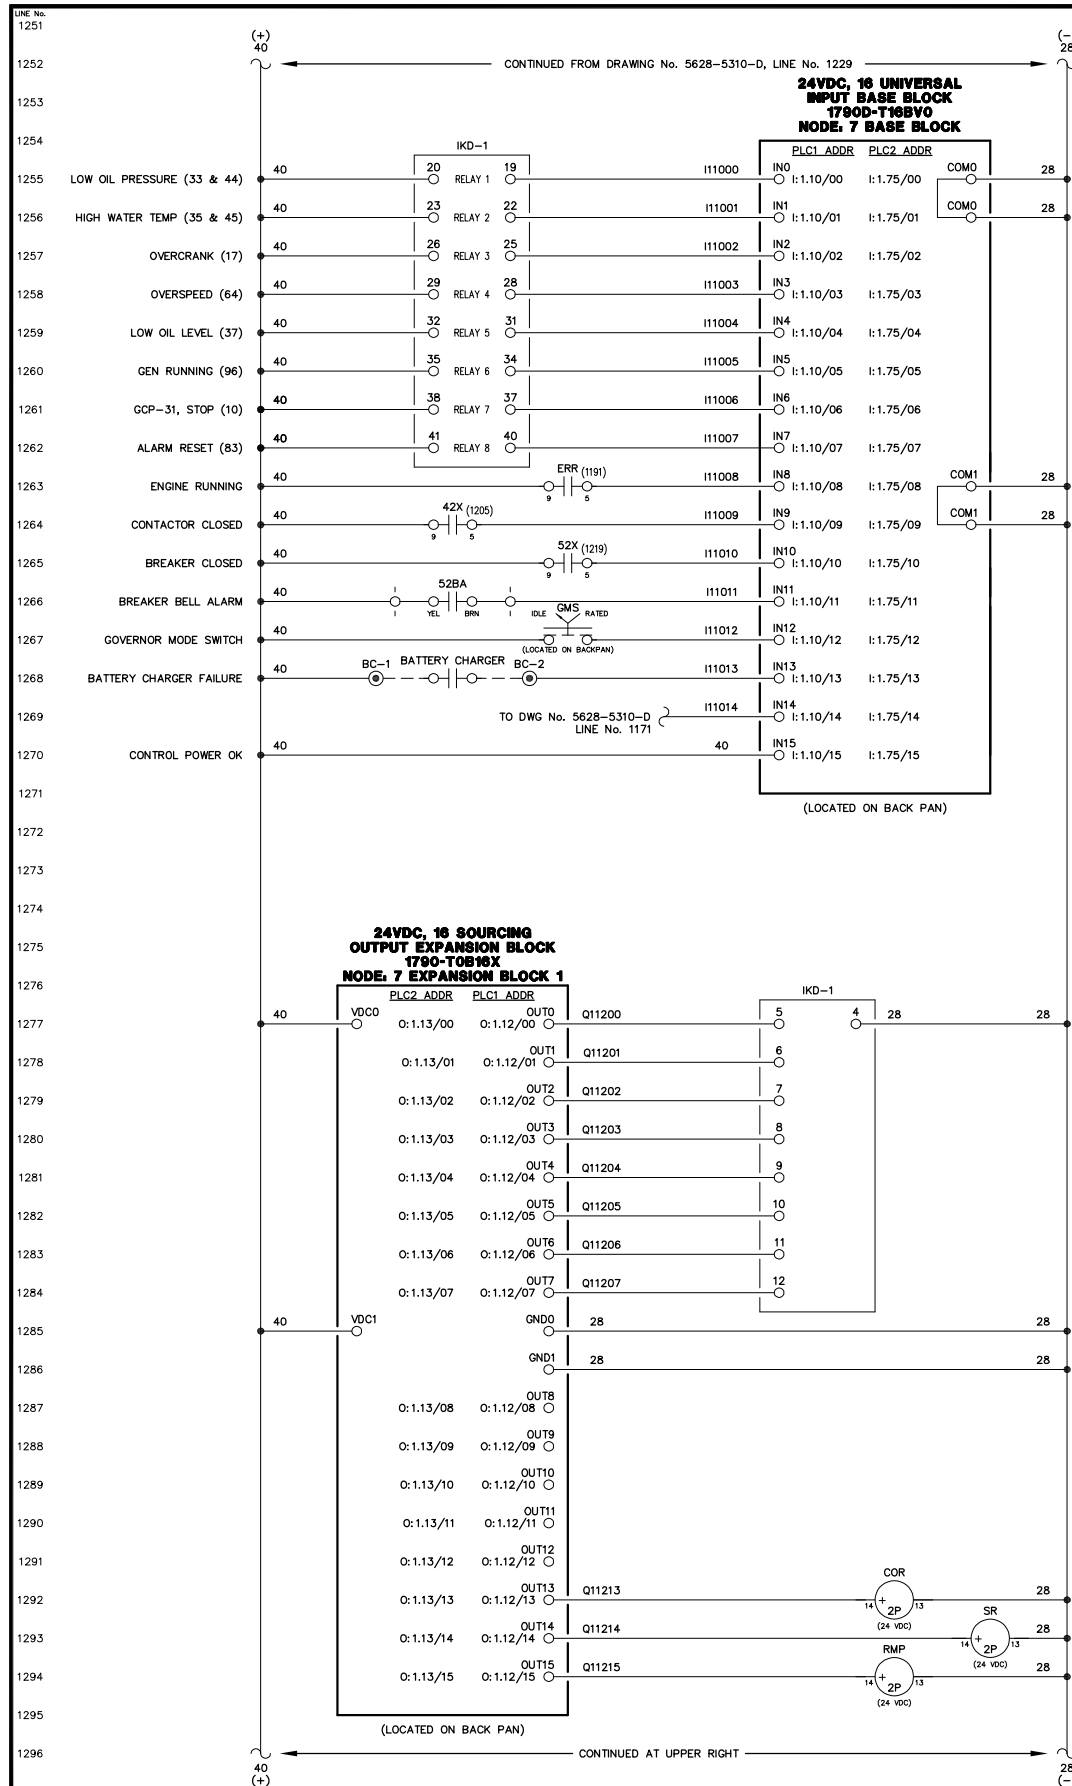 LINE No.
1251
(+) (-
40 28
1252 CONTINUED FROM DRAWING No. 5628-5310-D, LINE No. 1229
24VDC, 16 UNIVERSAL
1253 INPUT BASE BLOCK
1790D-T16BV0
NODE: 7 BASE BLOCK
1254 IKD-1 PLC1 ADDR PLC2 ADDR
1255 LOW OIL PRESSURE (33 & 44) 40 20 RELAY 1 19 I11000 IN0 I:1.10/00 I:1.75/00 COM0 28
1256 HIGH WATER TEMP (35 & 45) 40 23 RELAY 2 22 I11001 IN1 I:1.10/01 I:1.75/01 COM0 28
1257 OVERCRANK (17) 40 26 RELAY 3 25 I11002 IN2 I:1.10/02 I:1.75/02
1258 OVERSPEED (64) 40 29 RELAY 4 28 I11003 IN3 I:1.10/03 I:1.75/03
1259 LOW OIL LEVEL (37) 40 32 RELAY 5 31 I11004 IN4 I:1.10/04 I:1.75/04
1260 GEN RUNNING (96) 40 35 RELAY 6 34 I11005 IN5 I:1.10/05 I:1.75/05
1261 GCP-31, STOP (10) 40 38 RELAY 7 37 I11006 IN6 I:1.10/06 I:1.75/06
1262 ALARM RESET (83) 40 41 RELAY 8 40 I11007 IN7 I:1.10/07 I:1.75/07
1263 ENGINE RUNNING 40 ERR (1191) 9 5 I11008 IN8 I:1.10/08 I:1.75/08 COM1 28
1264 CONTACTOR CLOSED 40 42X (1205) 9 5 I11009 IN9 I:1.10/09 I:1.75/09 COM1 28
1265 BREAKER CLOSED 40 52X (1219) 9 5 I11010 IN10 I:1.10/10 I:1.75/10
1266 BREAKER BELL ALARM 40 52BA YEL BRN I11011 IN11 I:1.10/11 I:1.75/11
1267 GOVERNOR MODE SWITCH 40 IDLE GMS RATED (LOCATED ON BACKPAN) I11012 IN12 I:1.10/12 I:1.75/12
1268 BATTERY CHARGER FAILURE 40 BC-1 BATTERY CHARGER BC-2 I11013 IN13 I:1.10/13 I:1.75/13
1269 TO DWG No. 5628-5310-D I11014 IN14 I:1.10/14 I:1.75/14
LINE No. 1171
1270 CONTROL POWER OK 40 40 IN15 I:1.10/15 I:1.75/15
1271
(LOCATED ON BACK PAN)
1272
1273
1274
24VDC, 16 SOURCING
1275 OUTPUT EXPANSION BLOCK
1790-T0B16X
NODE: 7 EXPANSION BLOCK 1
1276 PLC2 ADDR PLC1 ADDR IKD-1
1277 40 VDC0 O:1.13/00 O:1.12/00 OUT0 Q11200 5 4 28 28
1278 O:1.13/01 O:1.12/01 OUT1 Q11201 6
1279 O:1.13/02 O:1.12/02 OUT2 Q11202 7
1280 O:1.13/03 O:1.12/03 OUT3 Q11203 8
1281 O:1.13/04 O:1.12/04 OUT4 Q11204 9
1282 O:1.13/05 O:1.12/05 OUT5 Q11205 10
1283 O:1.13/06 O:1.12/06 OUT6 Q11206 11
1284 O:1.13/07 O:1.12/07 OUT7 Q11207 12
1285 40 VDC1 GND0 28 28
1286 GND1 28 28
1287 O:1.13/08 O:1.12/08 OUT8
1288 O:1.13/09 O:1.12/09 OUT9
1289 O:1.13/10 O:1.12/10 OUT10
1290 O:1.13/11 O:1.12/11 OUT11
1291 O:1.13/12 O:1.12/12 OUT12
1292 O:1.13/13 O:1.12/13 OUT13 Q11213 COR 14 + 2P 13 (24 VDC) 28
1293 O:1.13/14 O:1.12/14 OUT14 Q11214 SR 14 + 2P 13 (24 VDC) 28
1294 O:1.13/15 O:1.12/15 OUT15 Q11215 RMP 14 + 2P 13 (24 VDC) 28
1295
(LOCATED ON BACK PAN)
1296 CONTINUED AT UPPER RIGHT
40 28
(+) (-